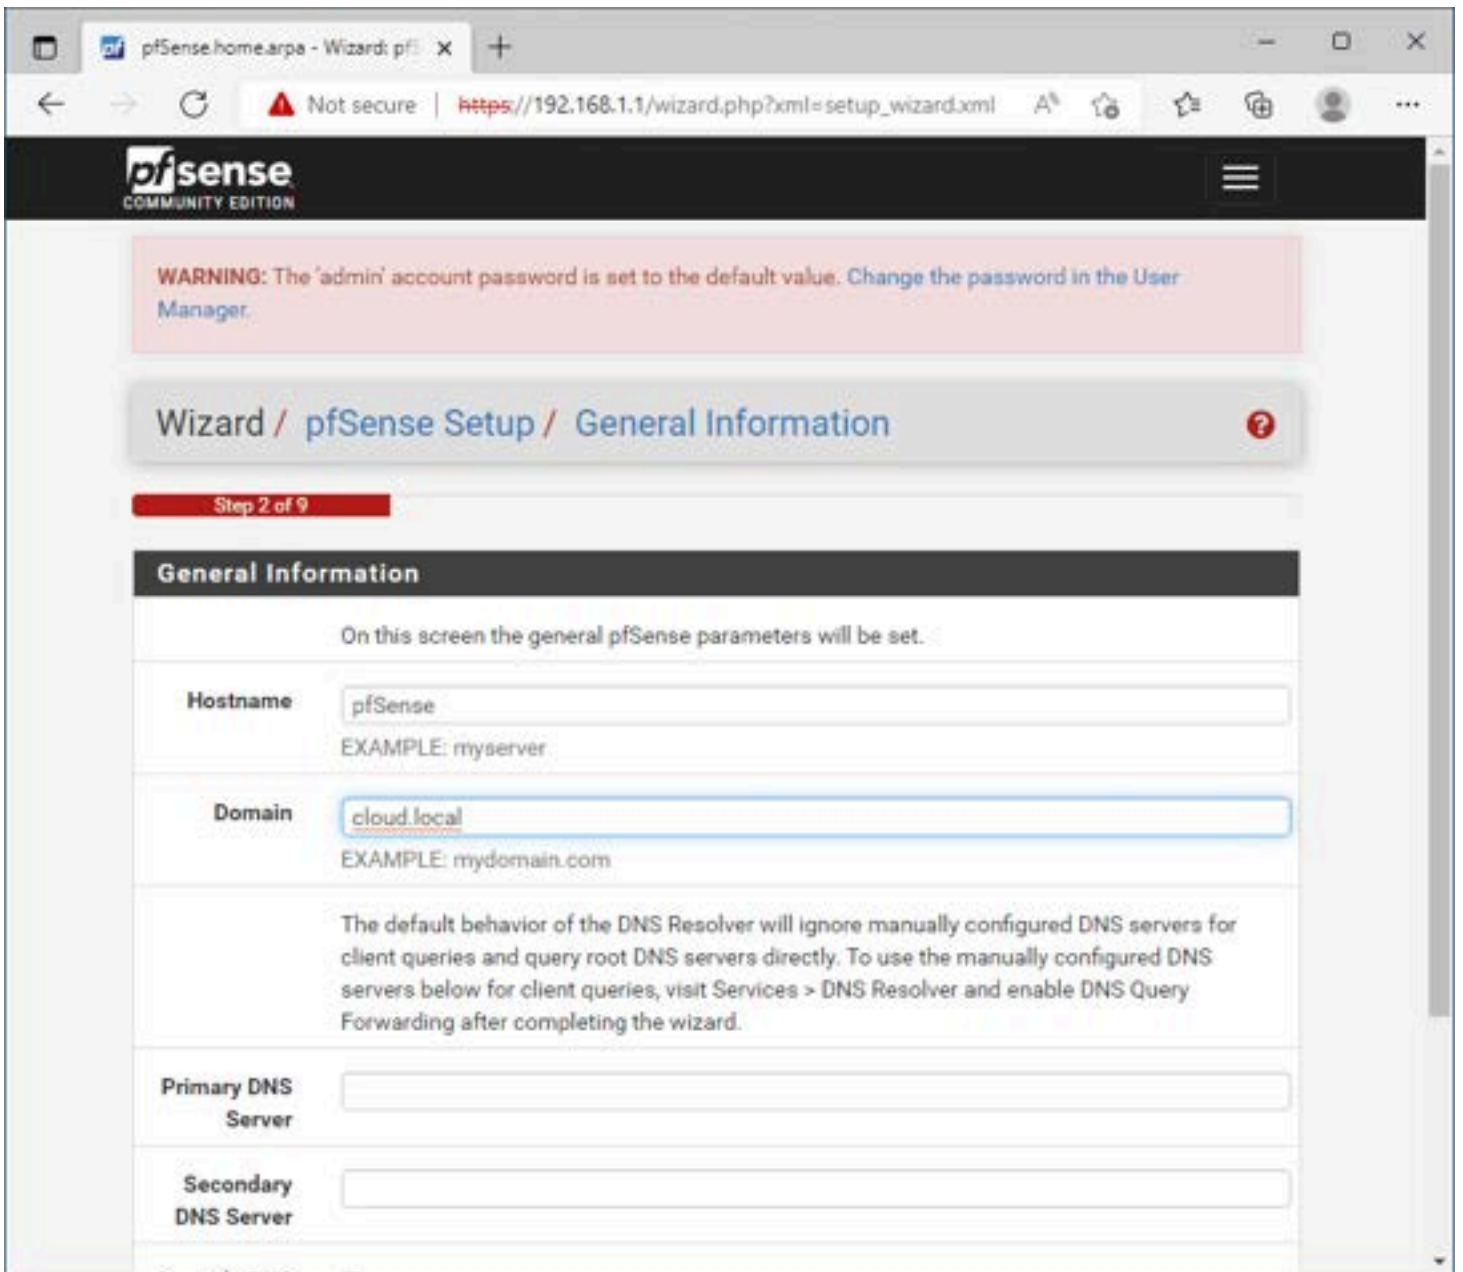 pfSense.home.arpa - Wizard: pfS
Not secure | https://192.168.1.1/wizard.php?xml=setup_wizard.xml
pfsense
COMMUNITY EDITION
WARNING: The 'admin' account password is set to the default value. Change the password in the User
Manager.
Wizard / pfSense Setup / General Information
Step 2 of 9
General Information
On this screen the general pfSense parameters will be set.
Hostname
pfSense
EXAMPLE: myserver
Domain
cloud.local
EXAMPLE: mydomain.com
The default behavior of the DNS Resolver will ignore manually configured DNS servers for
client queries and query root DNS servers directly. To use the manually configured DNS
servers below for client queries, visit Services > DNS Resolver and enable DNS Query
Forwarding after completing the wizard.
Primary DNS
Server
Secondary
DNS Server